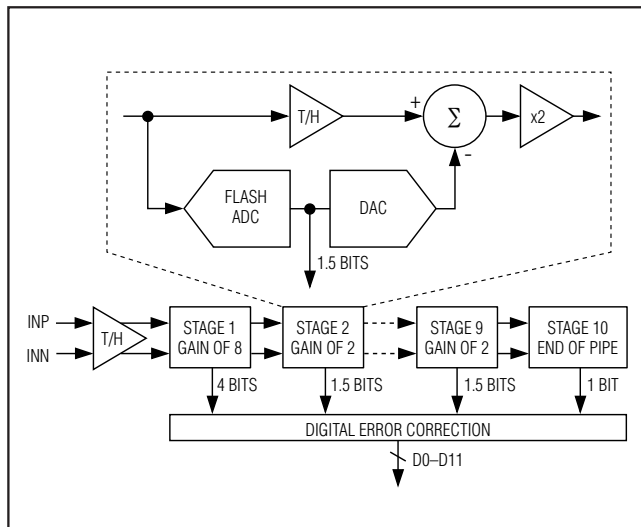 T/H
+
Σ
x2
-
FLASH
ADC
DAC
1.5 BITS
INP
INN
T/H
STAGE 1
GAIN OF 8
STAGE 2
GAIN OF 2
STAGE 9
GAIN OF 2
STAGE 10
END OF PIPE
4 BITS
1.5 BITS
1.5 BITS
1 BIT
DIGITAL ERROR CORRECTION
D0–D11